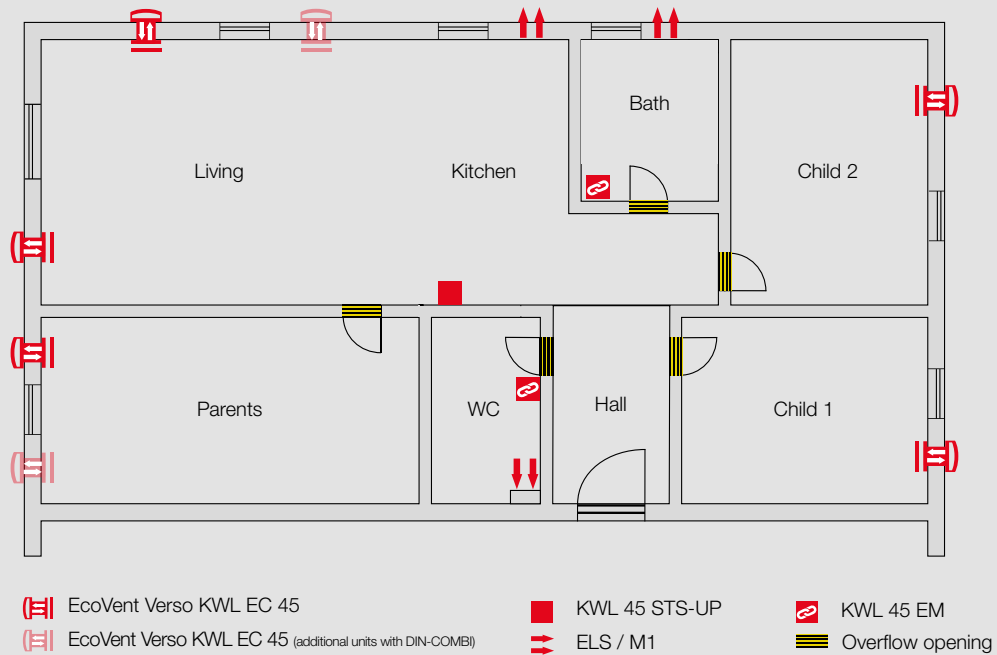 Bath
Living
Kitchen
Child 2
Parents
WC
Hall
Child 1
EcoVent Verso KWL EC 45
EcoVent Verso KWL EC 45 (additional units with DIN-COMBI)
KWL 45 STS-UP
ELS / M1
KWL 45 EM
Overflow opening